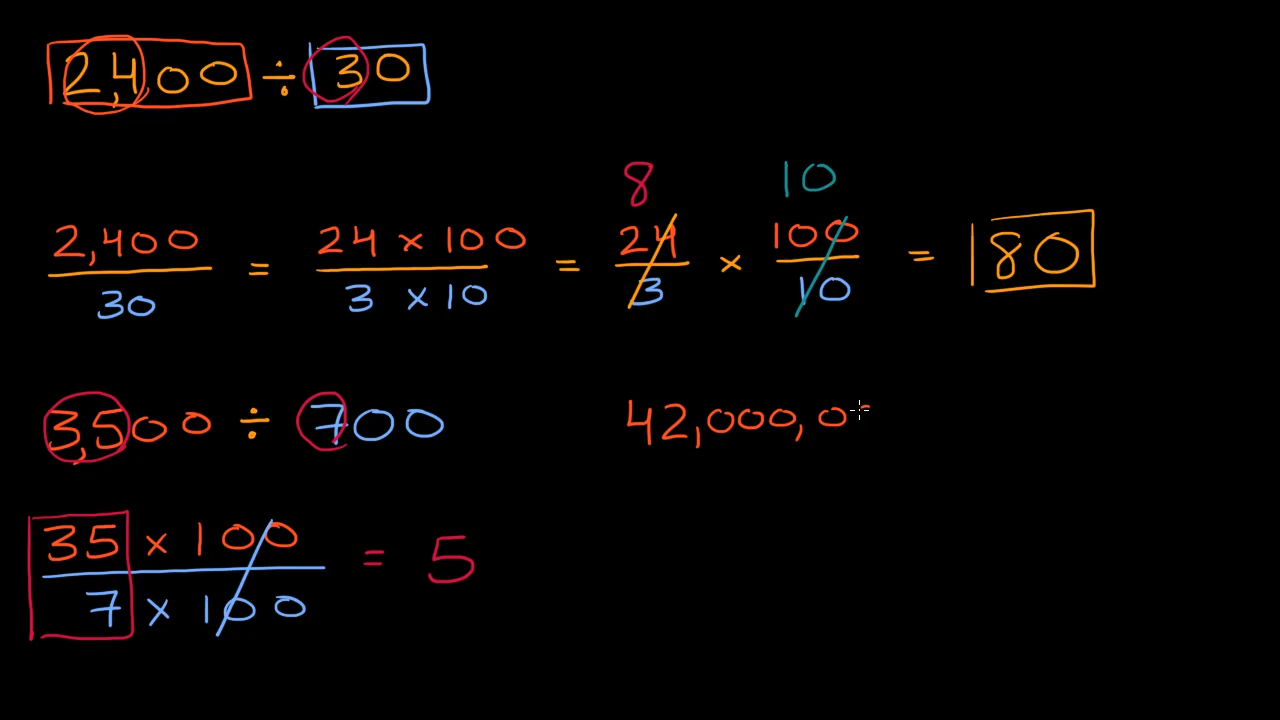 2,400 ÷ 30
8 10
2,400 / 30 = 24 × 100 / 3 × 10 = 24 / 3 × 100 / 10 = 80
3,500 ÷ 700
42,000,0
35 × 100 / 7 × 100 = 5